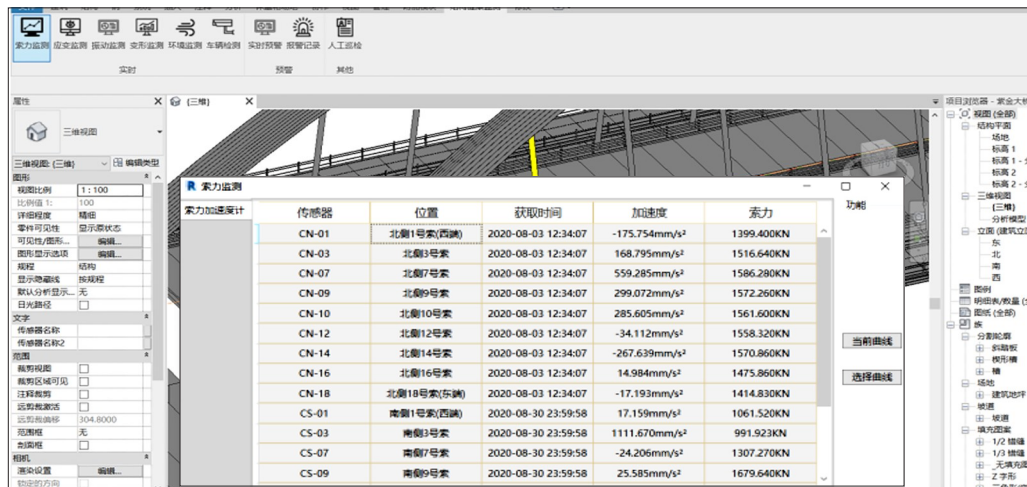 索力监测 应变监测 振动监测 变形监测 环境监测 车辆检测 实时预警 报警记录 人工巡检
实时 预警 其他
属性
三维视图
三维视图: {三维} 编辑类型
图形
视图比例 1 : 100
比例值 1: 100
详细程度 精细
零件可见性 显示原状态
可见性/图形... 编辑...
图形显示选项 编辑...
规程 结构
显示隐藏线 按规程
默认分析显示... 无
日光路径
文字
传感器名称
传感器名称2
范围
裁剪视图
裁剪区域可见
注释裁剪
远剪裁激活
远剪裁偏移 304.8000
范围框 无
剖面框
相机
渲染设置 编辑...
锁定的方向
{三维}
索力监测
索力加速度计
传感器 位置 获取时间 加速度 索力
CN-01 北侧1号索(西端) 2020-08-03 12:34:07 -175.754mm/s² 1399.400KN
CN-03 北侧3号索 2020-08-03 12:34:07 168.795mm/s² 1516.640KN
CN-07 北侧7号索 2020-08-03 12:34:07 559.285mm/s² 1586.280KN
CN-09 北侧9号索 2020-08-03 12:34:07 299.072mm/s² 1572.260KN
CN-10 北侧10号索 2020-08-03 12:34:07 285.605mm/s² 1561.600KN
CN-12 北侧12号索 2020-08-03 12:34:07 -34.112mm/s² 1558.320KN
CN-14 北侧14号索 2020-08-03 12:34:07 -267.639mm/s² 1570.860KN
CN-16 北侧16号索 2020-08-03 12:34:07 14.984mm/s² 1475.860KN
CN-18 北侧18号索(东端) 2020-08-03 12:34:07 -17.193mm/s² 1414.830KN
CS-01 南侧1号索(西端) 2020-08-30 23:59:58 17.159mm/s² 1061.520KN
CS-03 南侧3号索 2020-08-30 23:59:58 1111.670mm/s² 991.923KN
CS-07 南侧7号索 2020-08-30 23:59:58 -24.206mm/s² 1307.270KN
CS-09 南侧9号索 2020-08-30 23:59:58 25.585mm/s² 1679.640KN
功能
当前曲线
选择曲线
项目浏览器 - 紫金大
视图 (全部)
结构平面
场地
标高 1
标高 1 -
标高 2
标高 2 -
三维视图
{三维}
分析模型
立面 (建筑立
东
北
南
西
图例
明细表/数量
图纸 (全部)
族
分割轮廓
斜踏板
楔形槽
槽
场地
建筑地坪
坡道
坡道
填充图案
1/2 错缝
1/3 错缝
_无填充
Z 字形